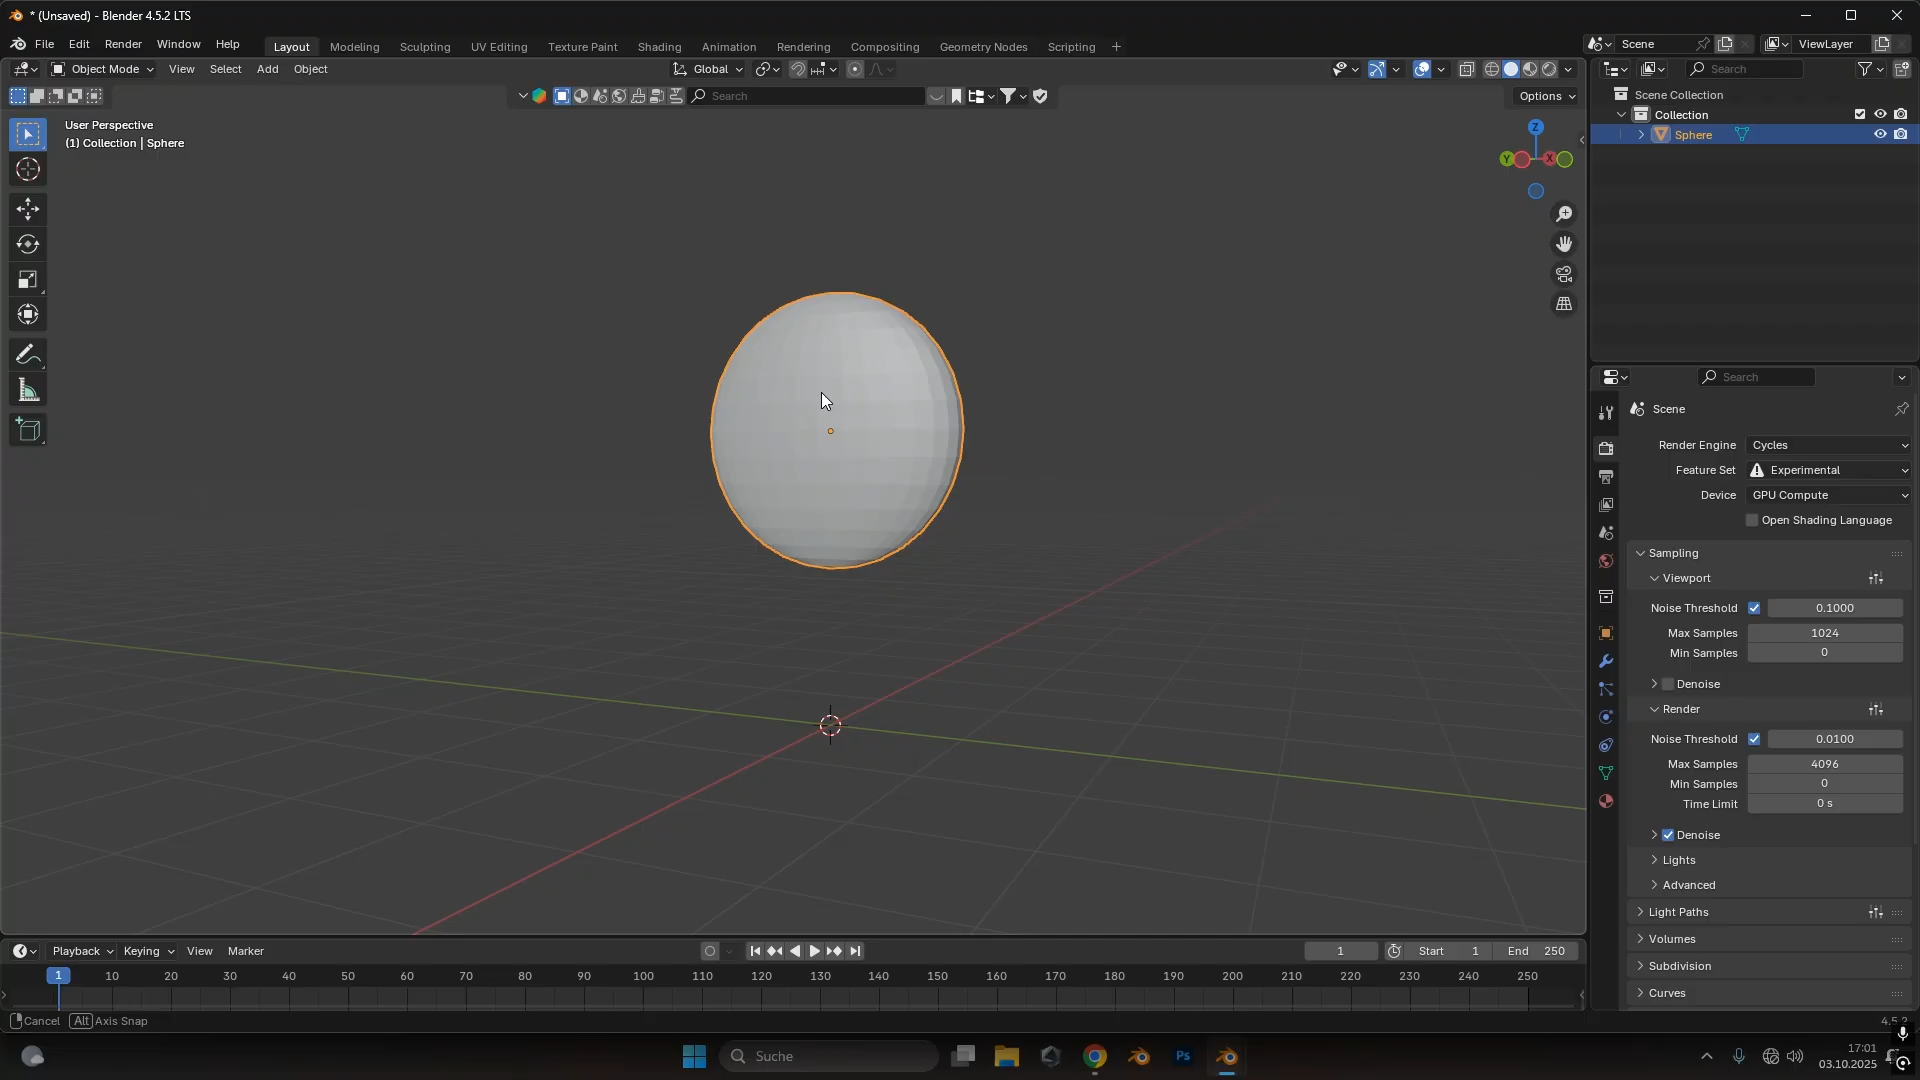 * (Unsaved) - Blender 4.5.2 LTS
File Edit Render Window Help Layout Modeling Sculpting UV Editing Texture Paint Shading Animation Rendering Compositing Geometry Nodes Scripting + Scene ViewLayer
Object Mode View Select Add Object Global Search
Search Options
User Perspective
(1) Collection | Sphere
Z
Y X
Scene Collection
Collection
Sphere
Search
Scene
Render Engine Cycles
Feature Set Experimental
Device GPU Compute
Open Shading Language
Sampling
Viewport
Noise Threshold 0.1000
Max Samples 1024
Min Samples 0
Denoise
Render
Noise Threshold 0.0100
Max Samples 4096
Min Samples 0
Time Limit 0 s
Denoise
Lights
Advanced
Light Paths
Volumes
Subdivision
Curves
Playback Keying View Marker 1 Start 1 End 250
1 10 20 30 40 50 60 70 80 90 100 110 120 130 140 150 160 170 180 190 200 210 220 230 240 250
Cancel Alt Axis Snap
Suche Ps 17:01
03.10.2025